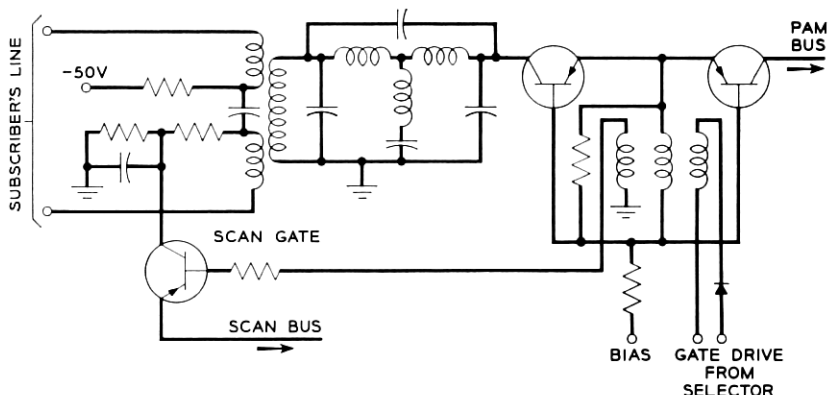 SUBSCRIBER'S LINE
-50V
SCAN GATE
SCAN BUS
PAM
BUS
BIAS
GATE DRIVE
FROM
SELECTOR